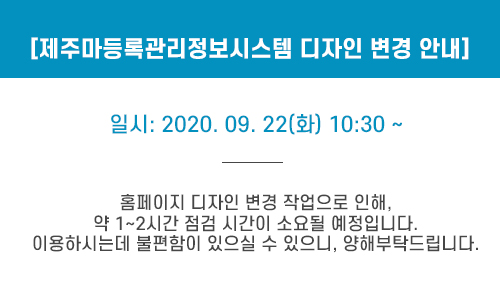 [제주마등록관리정보시스템 디자인 변경 안내]
일시: 2020. 09. 22(화) 10:30 ~
홈페이지 디자인 변경 작업으로 인해,
약 1~2시간 점검 시간이 소요될 예정입니다.
이용하시는데 불편함이 있으실 수 있으니, 양해부탁드립니다.